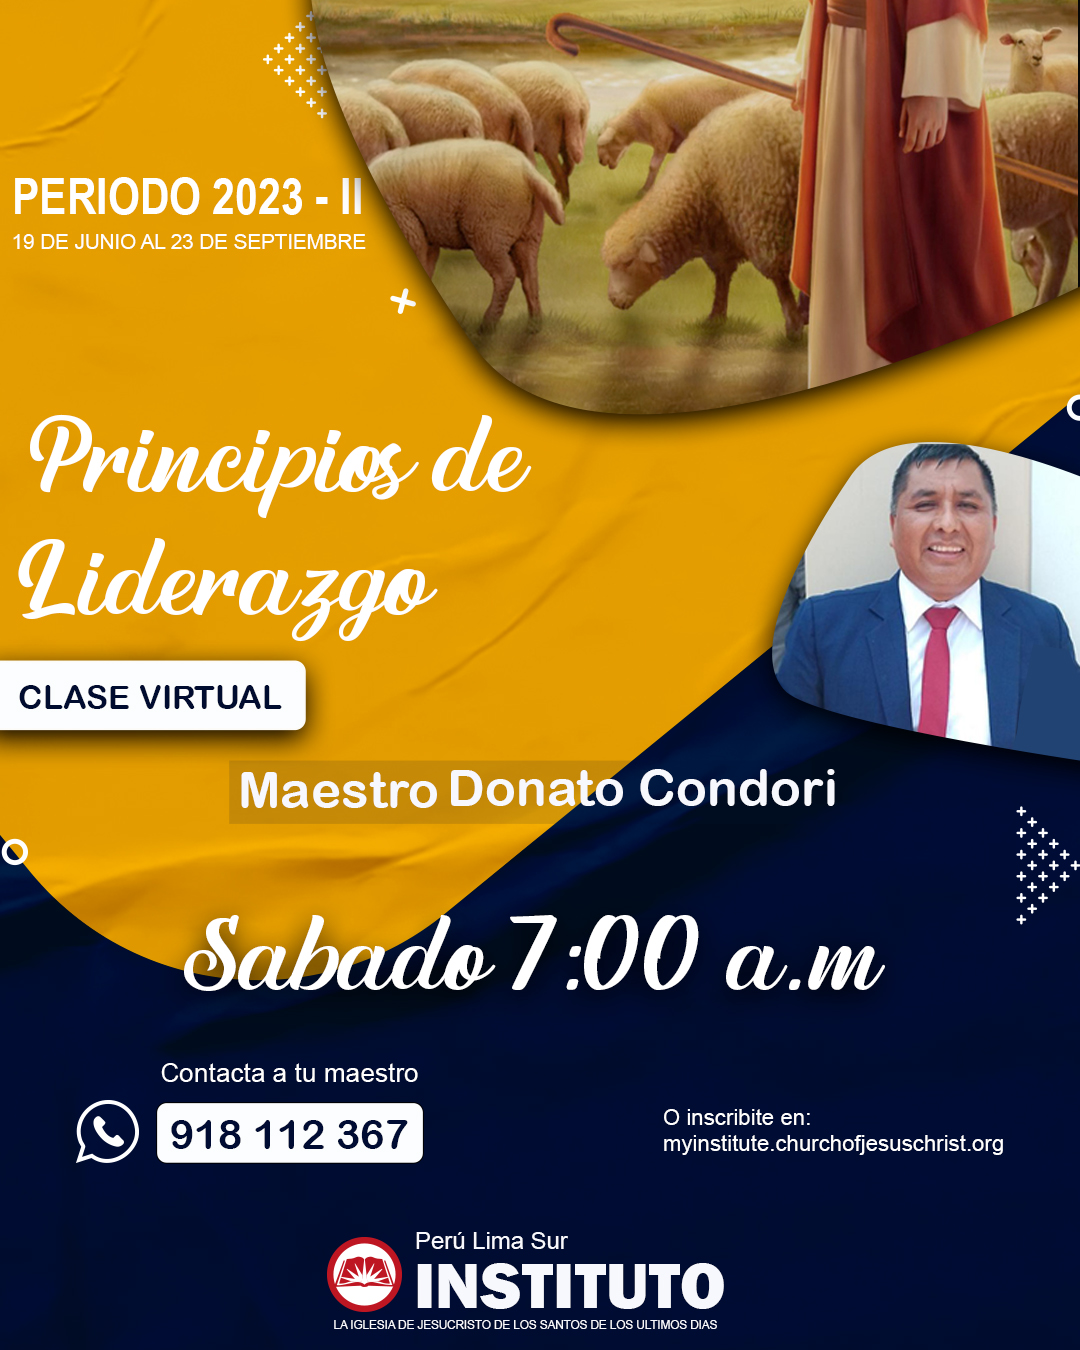 PERIODO 2023 - II
19 DE JUNIO AL 23 DE SEPTIEMBRE
Principios de
Liderazgo
CLASE VIRTUAL
Maestro Donato Condori
Sabado 7:00 a.m
Contacta a tu maestro
918 112 367
O inscribite en:
myinstitute.churchofjesuschrist.org
Perú Lima Sur
INSTITUTO
LA IGLESIA DE JESUCRISTO DE LOS SANTOS DE LOS ULTIMOS DIAS